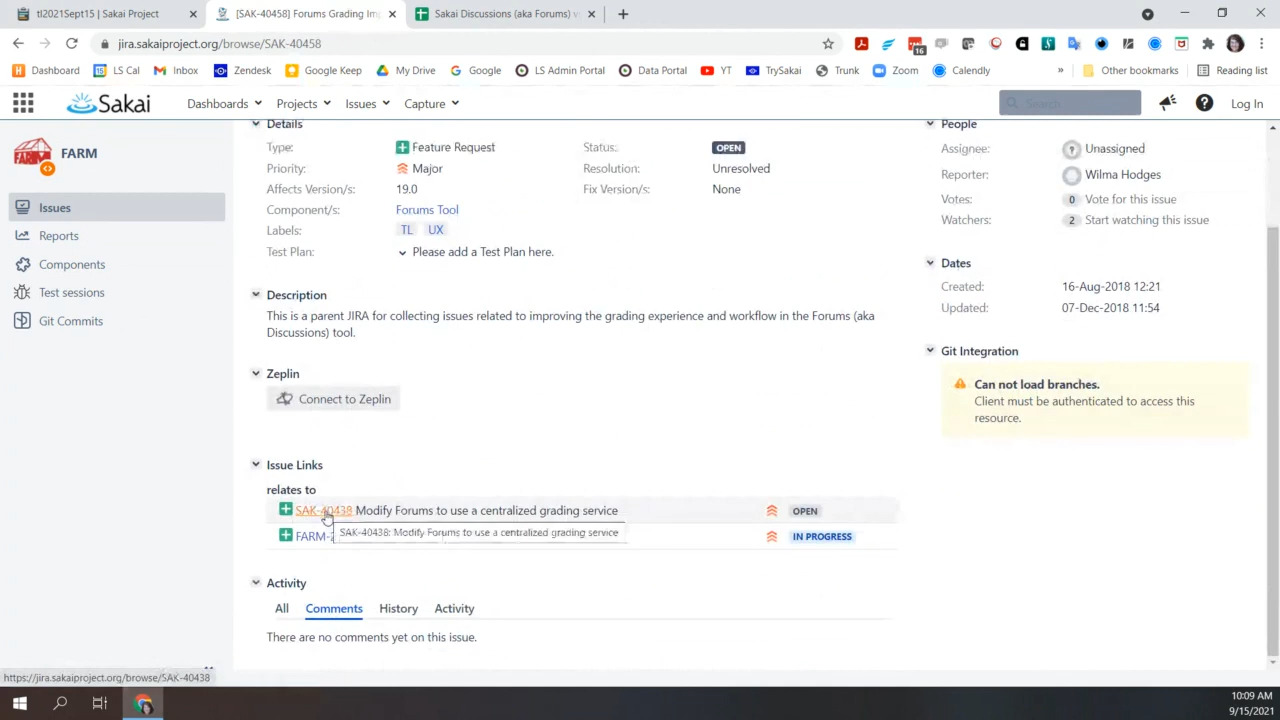 tl2021Sept15 | Sakai Project
[SAK-40458] Forums Grading Im
Sakai Discussions (aka Forums) v
jira.sakaiproject.org/browse/SAK-40458
16
Dashboard
LS Cal
Inbox
Zendesk
Google Keep
My Drive
Google
LS Admin Portal
Data Portal
YT
TrySakai
Trunk
Zoom
Calendly
»
Other bookmarks
Reading list
Sakai
Dashboards
Projects
Issues
Capture
Search
Log In
FARM
FARM
Issues
Reports
Components
Test sessions
Git Commits
Details
Type: Feature Request
Status: OPEN
Priority: Major
Resolution: Unresolved
Affects Version/s: 19.0
Fix Version/s: None
Component/s: Forums Tool
Labels: TL UX
Test Plan: Please add a Test Plan here.
Description
This is a parent JIRA for collecting issues related to improving the grading experience and workflow in the Forums (aka
Discussions) tool.
Zeplin
Connect to Zeplin
Issue Links
relates to
SAK-40438 Modify Forums to use a centralized grading service OPEN
SAK-40438: Modify Forums to use a centralized grading service
FARM- IN PROGRESS
Activity
All Comments History Activity
There are no comments yet on this issue.
People
Assignee: Unassigned
Reporter: Wilma Hodges
Votes: 0 Vote for this issue
Watchers: 2 Start watching this issue
Dates
Created: 16-Aug-2018 12:21
Updated: 07-Dec-2018 11:54
Git Integration
Can not load branches.
Client must be authenticated to access this
resource.
https://jira.sakaiproject.org/browse/SAK-40438
10:09 AM
9/15/2021